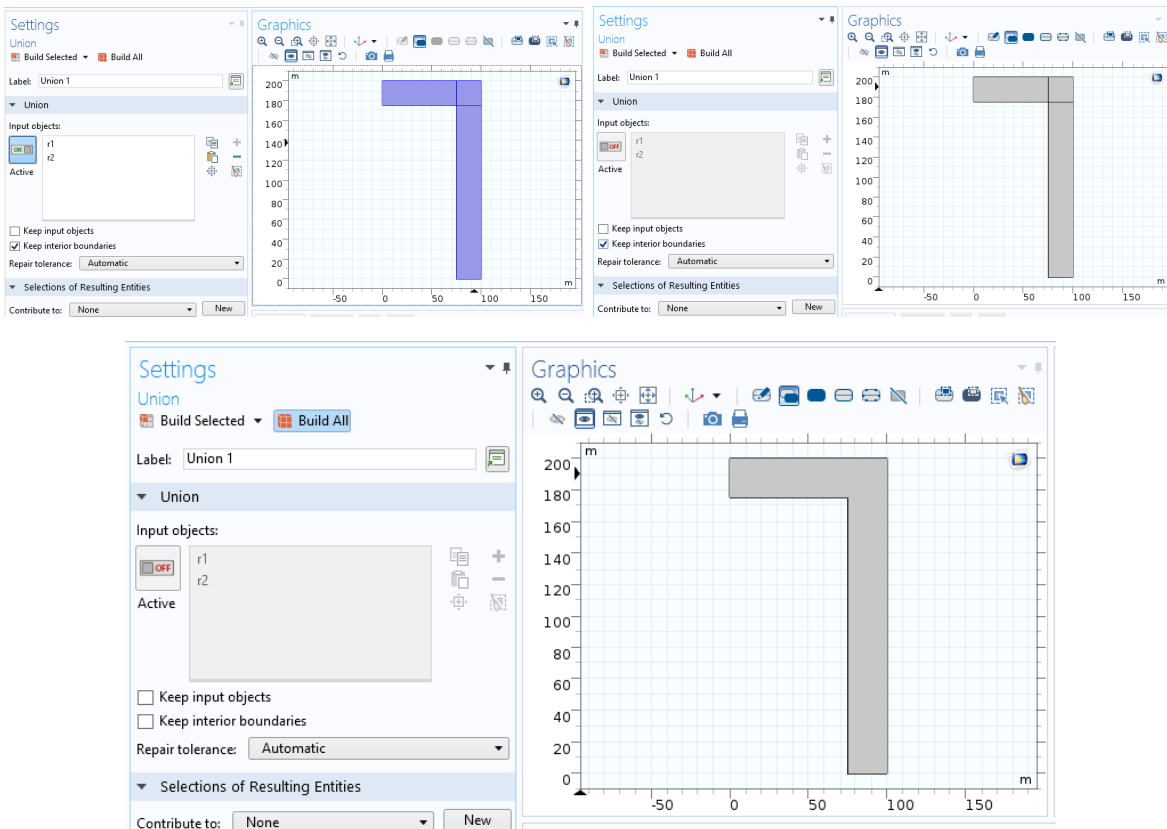 Settings
Union
Build Selected Build All
Label: Union 1
Union
Input objects:
ON
r1
r2
Active
Keep input objects
Keep interior boundaries
Repair tolerance: Automatic
Selections of Resulting Entities
Contribute to: None New
Graphics
m
200
180
160
140
120
100
80
60
40
20
0
m
-50 0 50 100 150
Settings
Union
Build Selected Build All
Label: Union 1
Union
Input objects:
OFF
r1
r2
Active
Keep input objects
Keep interior boundaries
Repair tolerance: Automatic
Selections of Resulting Entities
Contribute to: None New
Graphics
m
200
180
160
140
120
100
80
60
40
20
0
m
-50 0 50 100 150
Settings
Union
Build Selected Build All
Label: Union 1
Union
Input objects:
OFF
r1
r2
Active
Keep input objects
Keep interior boundaries
Repair tolerance: Automatic
Selections of Resulting Entities
Contribute to: None New
Graphics
m
200
180
160
140
120
100
80
60
40
20
0
m
-50 0 50 100 150